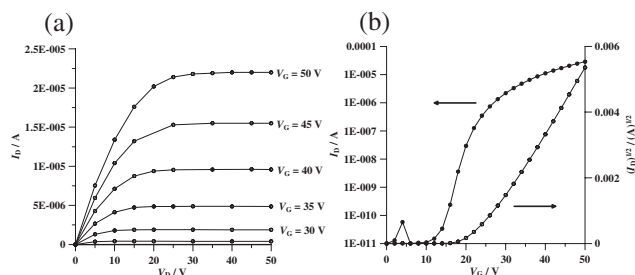 (a)
(b)
2.5E-005
2E-005
1.5E-005
1E-005
5E-006
0
I_D / A
V_G = 50 V
V_G = 45 V
V_G = 40 V
V_G = 35 V
V_G = 30 V
0 10 20 30 40 50
V_D / V
0.0001
1E-005
1E-006
1E-007
1E-008
1E-009
1E-010
1E-011
I_D / A
0.006
0.004
0.002
0
(I_D)^1/2 / (A)^1/2
0 10 20 30 40 50
V_G / V